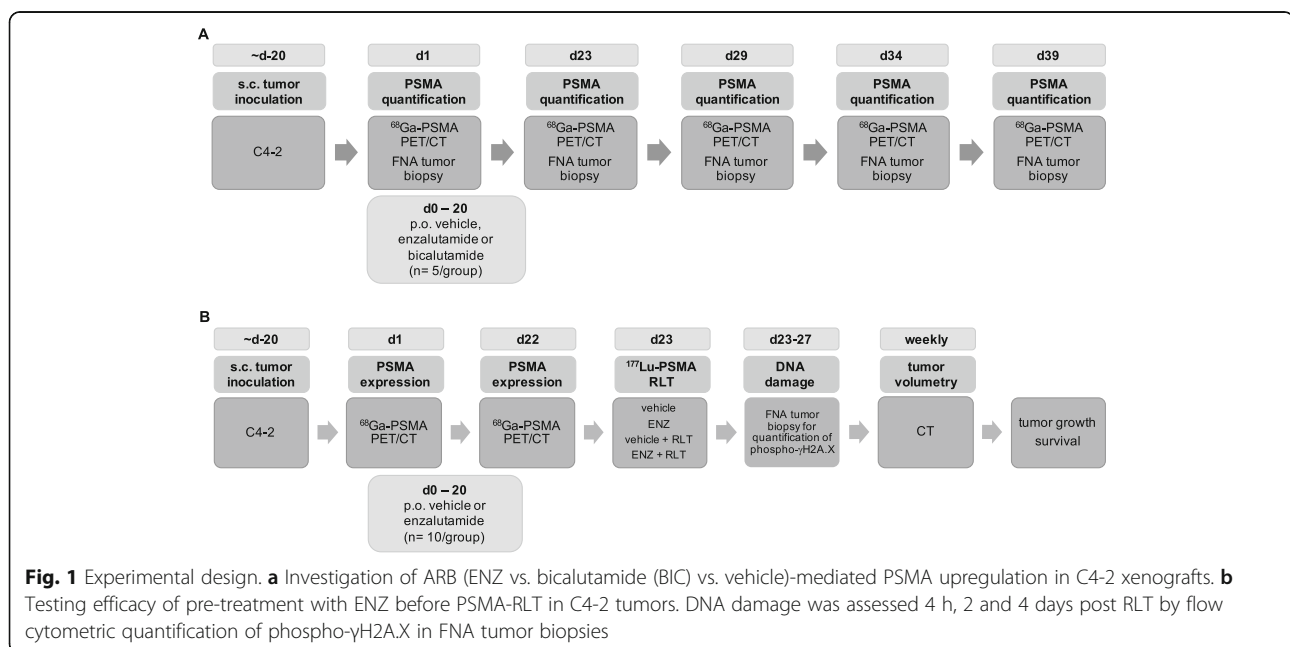 A
~d-20 d1 d23 d29 d34 d39
s.c. tumor PSMA PSMA PSMA PSMA PSMA
inoculation quantification quantification quantification quantification quantification
C4-2
⁶⁸Ga-PSMA ⁶⁸Ga-PSMA ⁶⁸Ga-PSMA ⁶⁸Ga-PSMA ⁶⁸Ga-PSMA
PET/CT PET/CT PET/CT PET/CT PET/CT
FNA tumor FNA tumor FNA tumor FNA tumor FNA tumor
biopsy biopsy biopsy biopsy biopsy
d0 – 20
p.o. vehicle,
enzalutamide or
bicalutamide
(n= 5/group)
B
~d-20 d1 d22 d23 d23-27 weekly
s.c. tumor PSMA PSMA ¹⁷⁷Lu-PSMA DNA tumor
inoculation expression expression RLT damage volumetry
C4-2
⁶⁸Ga-PSMA
PET/CT
⁶⁸Ga-PSMA
PET/CT
vehicle
ENZ
vehicle + RLT
ENZ + RLT
FNA tumor
biopsy for
quantification of
phospho-γH2A.X
CT
tumor growth
survival
d0 – 20
p.o. vehicle or
enzalutamide
(n= 10/group)
Fig. 1 Experimental design. a Investigation of ARB (ENZ vs. bicalutamide (BIC) vs. vehicle)-mediated PSMA upregulation in C4-2 xenografts. b
Testing efficacy of pre-treatment with ENZ before PSMA-RLT in C4-2 tumors. DNA damage was assessed 4 h, 2 and 4 days post RLT by flow
cytometric quantification of phospho-γH2A.X in FNA tumor biopsies